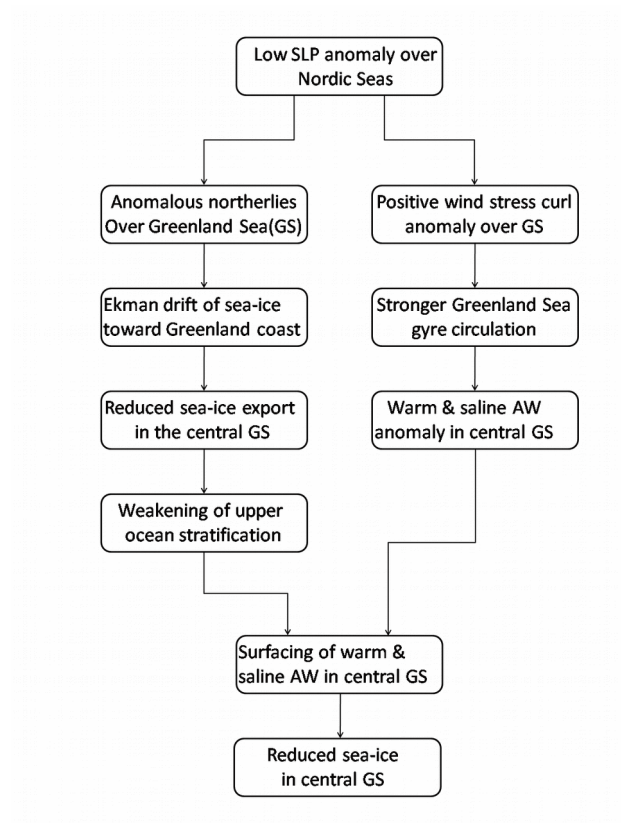 Low SLP anomaly over
Nordic Seas
Anomalous northerlies
Over Greenland Sea(GS)
Positive wind stress curl
anomaly over GS
Ekman drift of sea-ice
toward Greenland coast
Stronger Greenland Sea
gyre circulation
Reduced sea-ice export
in the central GS
Warm & saline AW
anomaly in central GS
Weakening of upper
ocean stratification
Surfacing of warm &
saline AW in central GS
Reduced sea-ice
in central GS